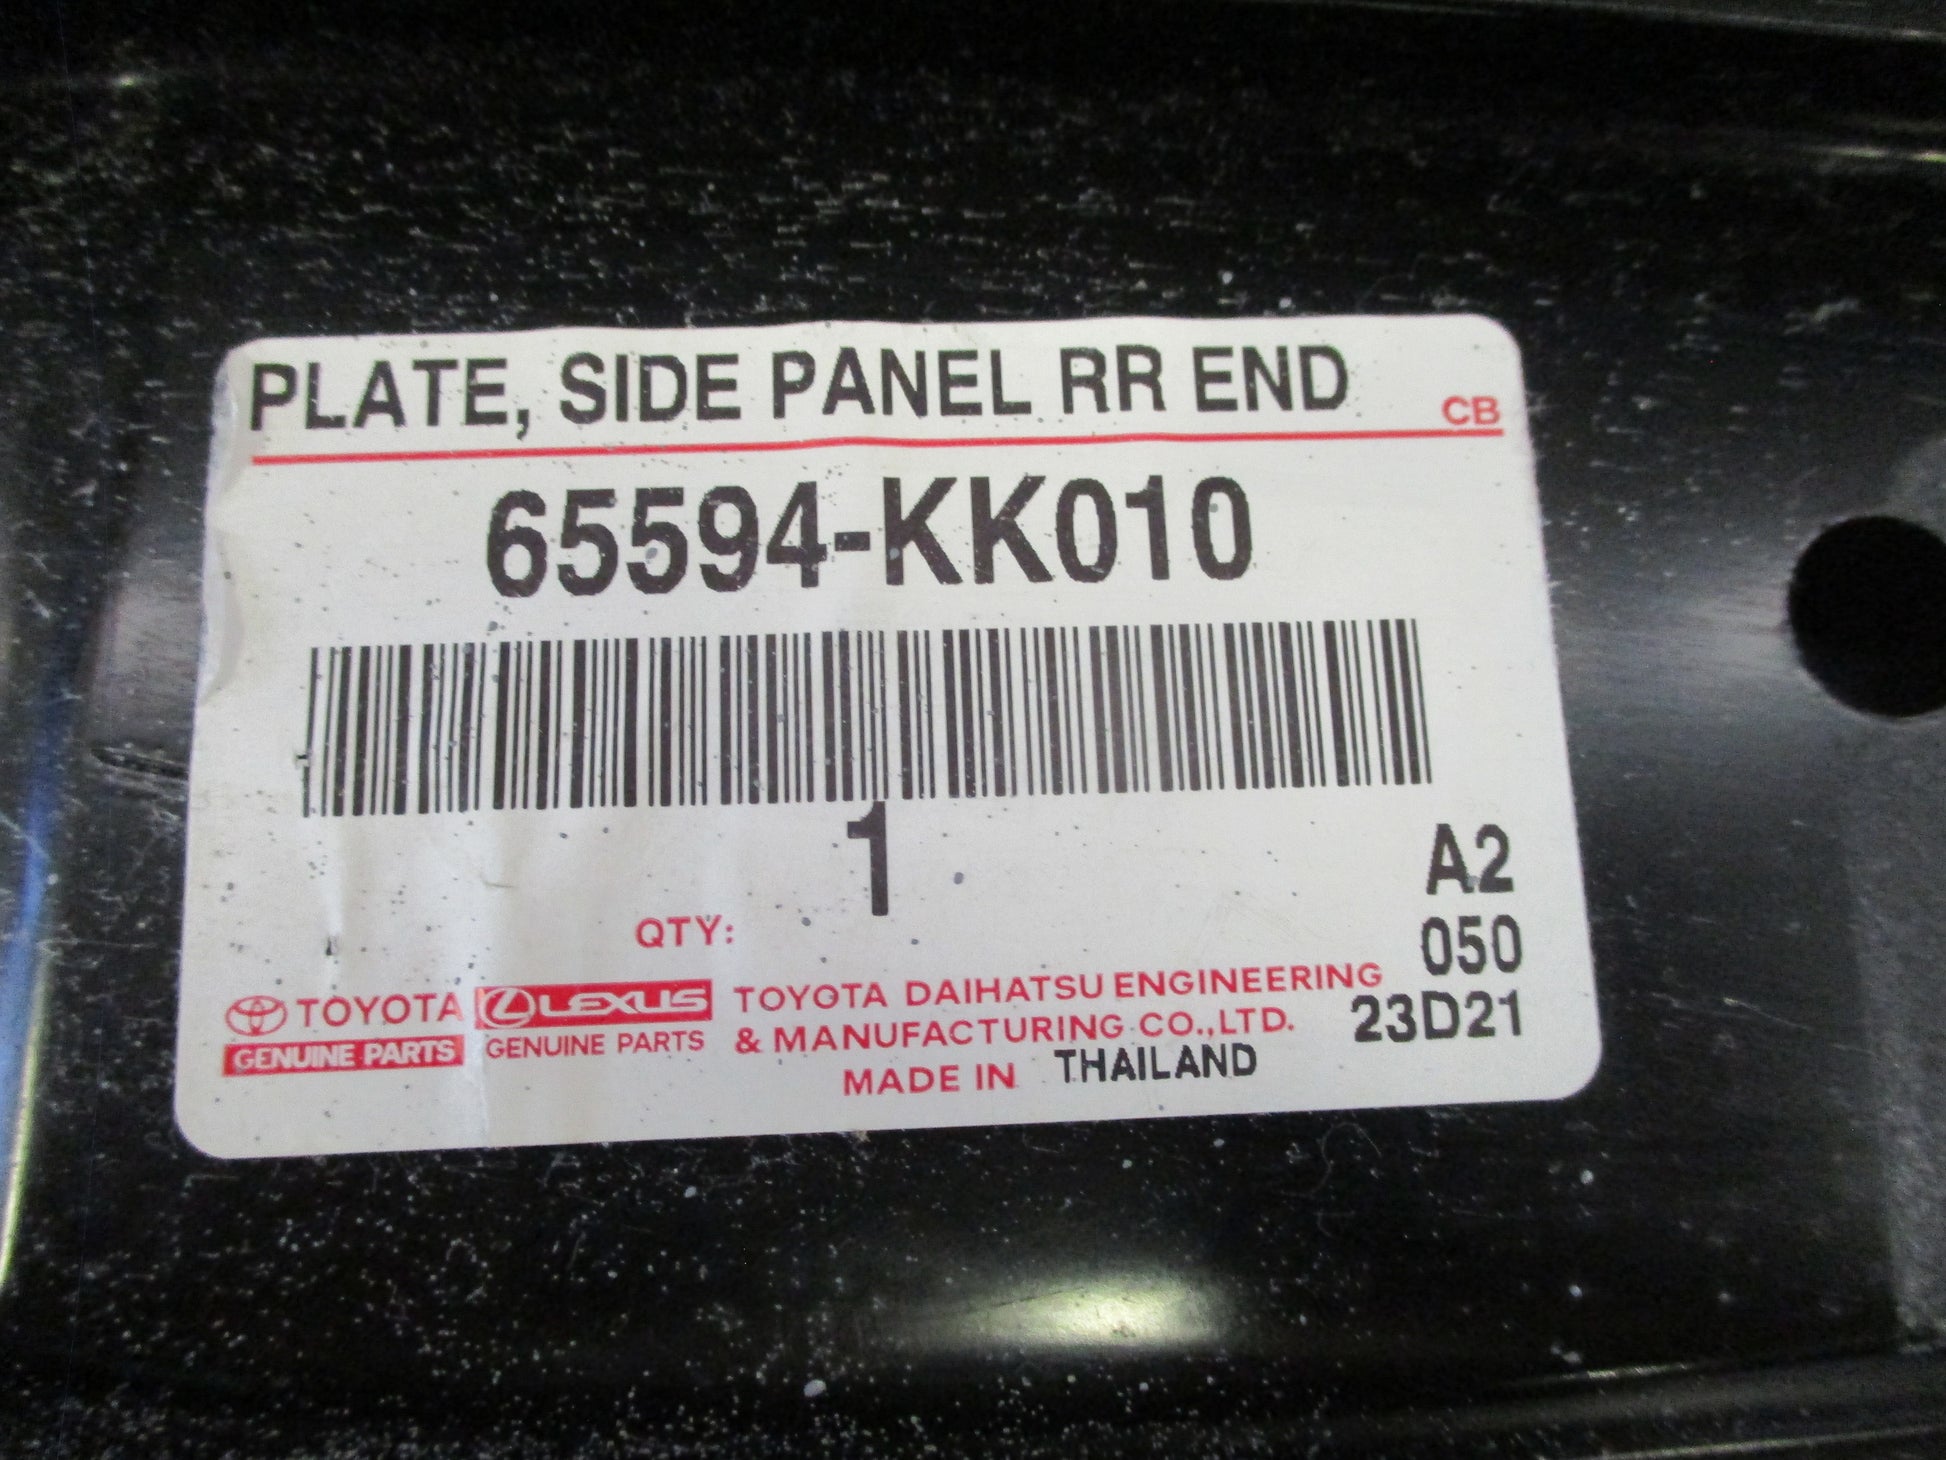 PLATE, SIDE PANEL RR END
CB
65594-KK010
1
QTY:
A2
050
23D21
TOYOTA
GENUINE PARTS
LEXUS
GENUINE PARTS
TOYOTA DAIHATSU ENGINEERING
& MANUFACTURING CO.,LTD.
MADE IN THAILAND